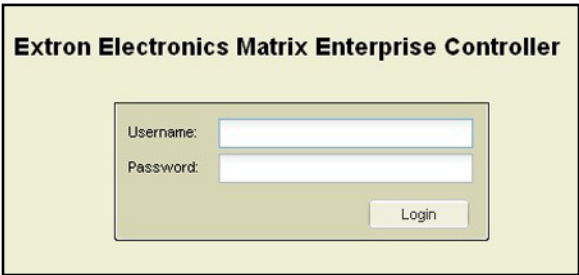 Extron Electronics Matrix Enterprise Controller
Username:
Password:
Login